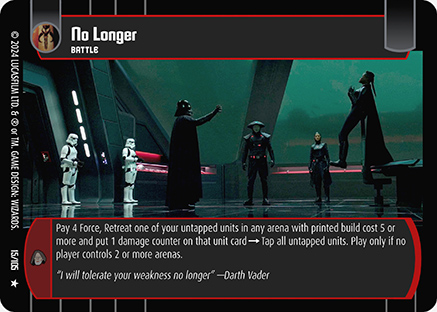 No Longer
BATTLE
Pay 4 Force, Retreat one of your untapped units in any arena with printed build cost 5 or
more and put 1 damage counter on that unit card → Tap all untapped units. Play only if no
player controls 2 or more arenas.
“I will tolerate your weakness no longer” —Darth Vader
© 2024 LUCASFILM LTD. & ® or TM. GAME DESIGN: WIZARDS.
15/105 ★